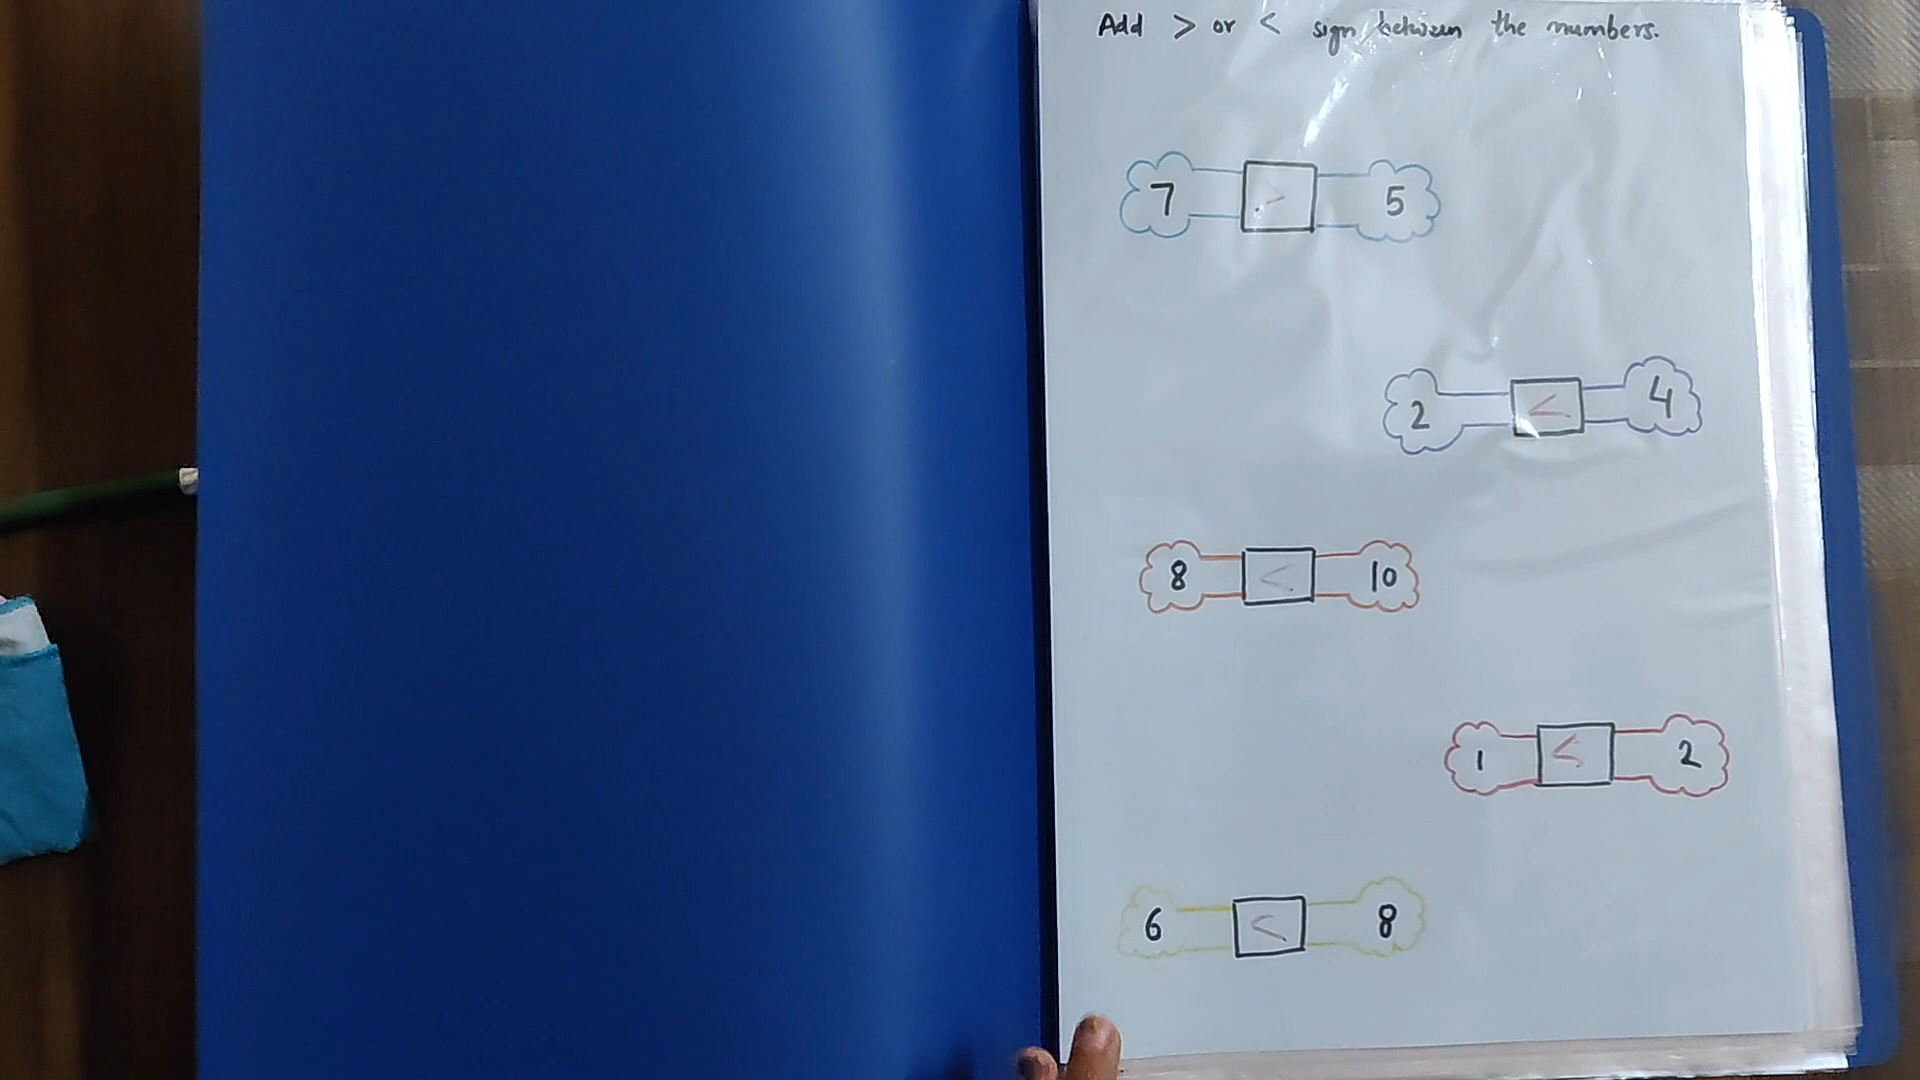 Add > or < sign between the numbers.
7 > 5
2 < 4
8 < 10
1 < 2
6 < 8